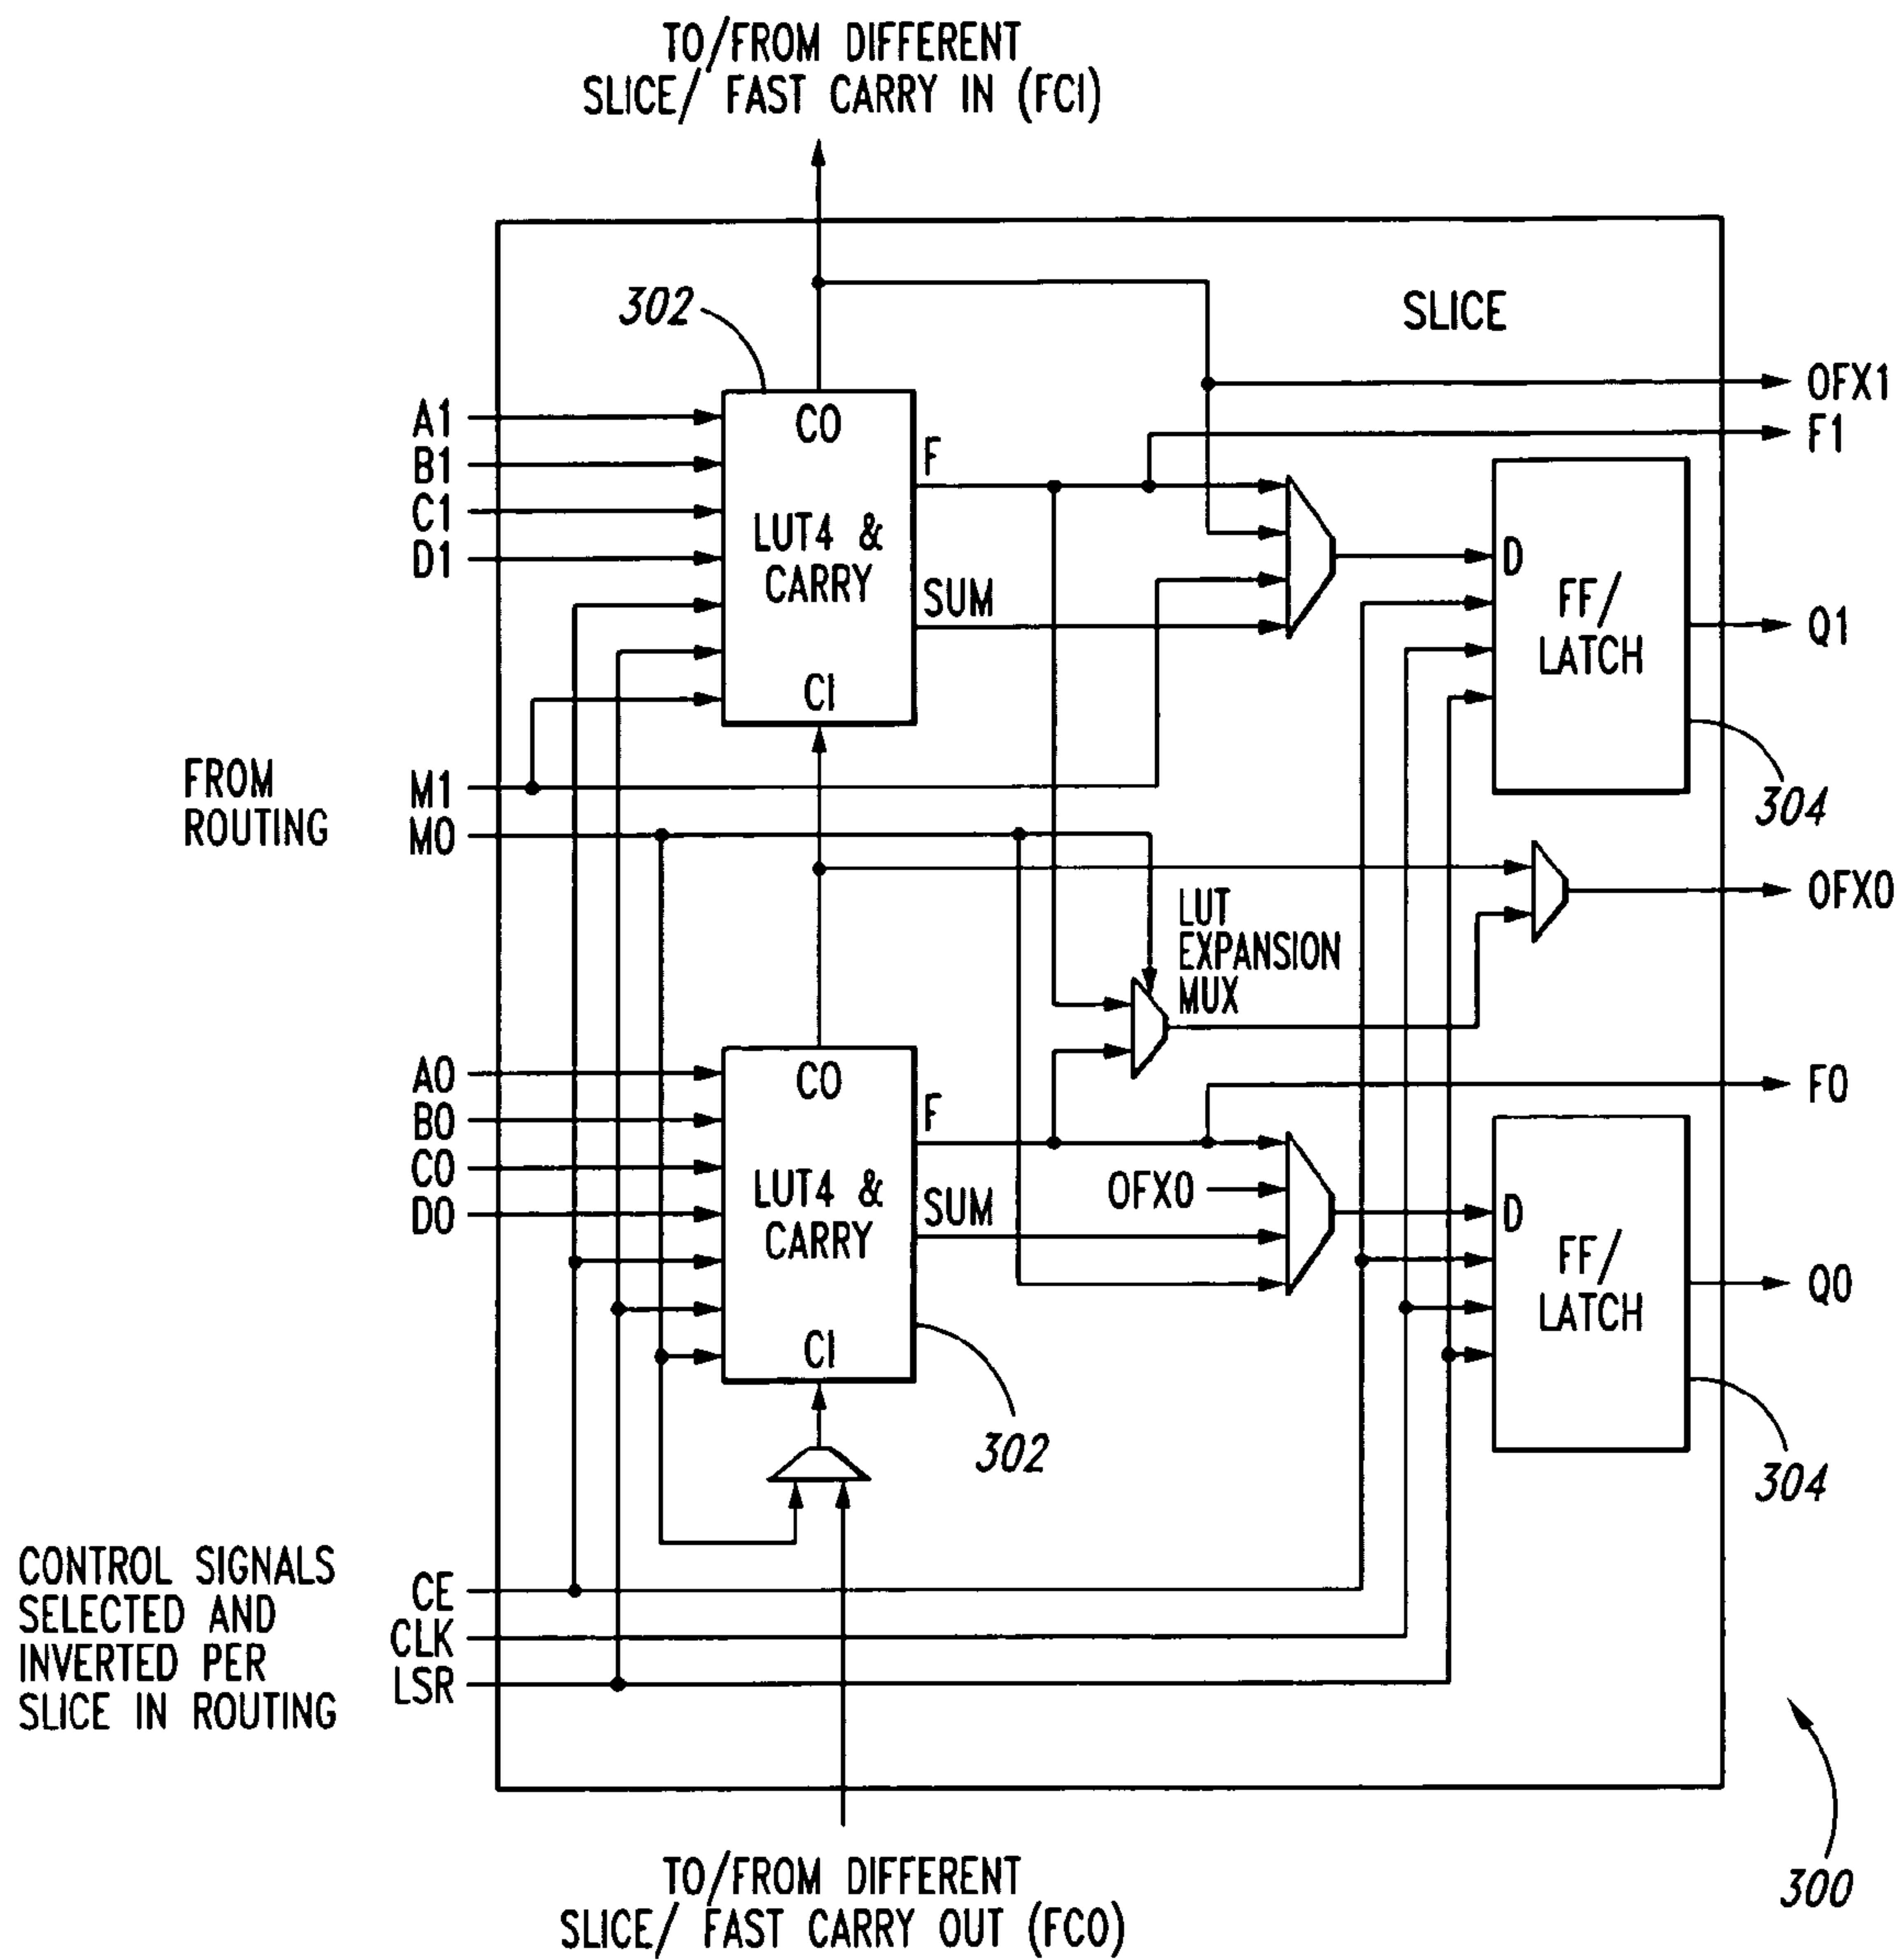 TO/FROM DIFFERENT
SLICE/ FAST CARRY IN (FCI)
SLICE
302
OFX1
F1
A1
B1
C1
D1
CO
F
LUT4 &
CARRY
SUM
CI
D
FF/
LATCH
Q1
304
FROM
ROUTING
M1
M0
LUT
EXPANSION
MUX
OFX0
A0
B0
C0
D0
CO
F
LUT4 &
CARRY
OFX0
SUM
CI
F0
D
FF/
LATCH
Q0
302
304
CONTROL SIGNALS
SELECTED AND
INVERTED PER
SLICE IN ROUTING
CE
CLK
LSR
TO/FROM DIFFERENT
SLICE/ FAST CARRY OUT (FCO)
300